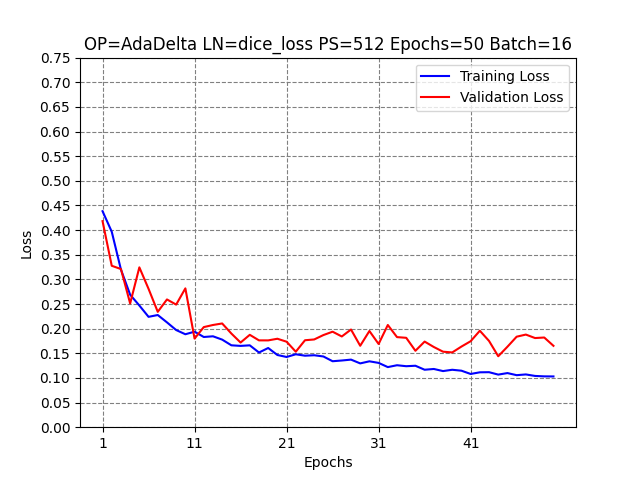 OP=AdaDelta LN=dice_loss PS=512 Epochs=50 Batch=16
Training Loss
Validation Loss
0.75
0.70
0.65
0.60
0.55
0.50
0.45
0.40
0.35
0.30
0.25
0.20
0.15
0.10
0.05
0.00
Loss
1 11 21 31 41
Epochs